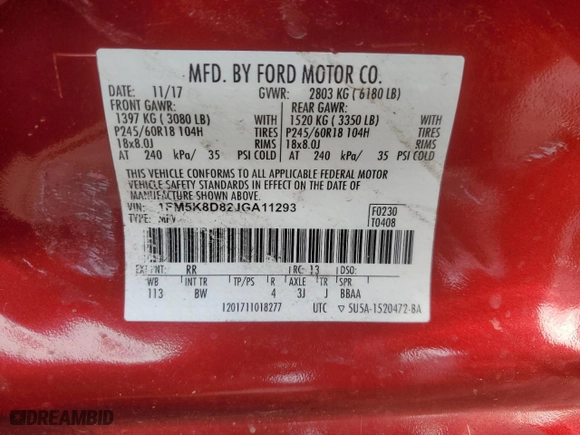 MFD. BY FORD MOTOR CO.
DATE: 11/17 GVWR: 2803 KG ( 6180 LB)
FRONT GAWR: REAR GAWR:
1397 KG ( 3080 LB) WITH 1520 KG ( 3350 LB) WITH
P245/60R18 104H TIRES P245/60R18 104H TIRES
18x8.0J RIMS 18x8.0J RIMS
AT 240 kPa/ 35 PSI COLD AT 240 kPa/ 35 PSI COLD
THIS VEHICLE CONFORMS TO ALL APPLICABLE FEDERAL MOTOR
VEHICLE SAFETY STANDARDS IN EFFECT ON THE DATE OF
MANUFACTURE SHOWN ABOVE.
VIN: 1FM5K8D82JGA11293 F0230
TYPE: MPV T0408
EXT PNT: RR RC: 13 DSO:
WB INT TR TP/PS R AXLE TR SPR
113 BW 4 3J J BBAA
1201711018277 UTC ▽ 5U5A-1520472-BA
DREAMBID